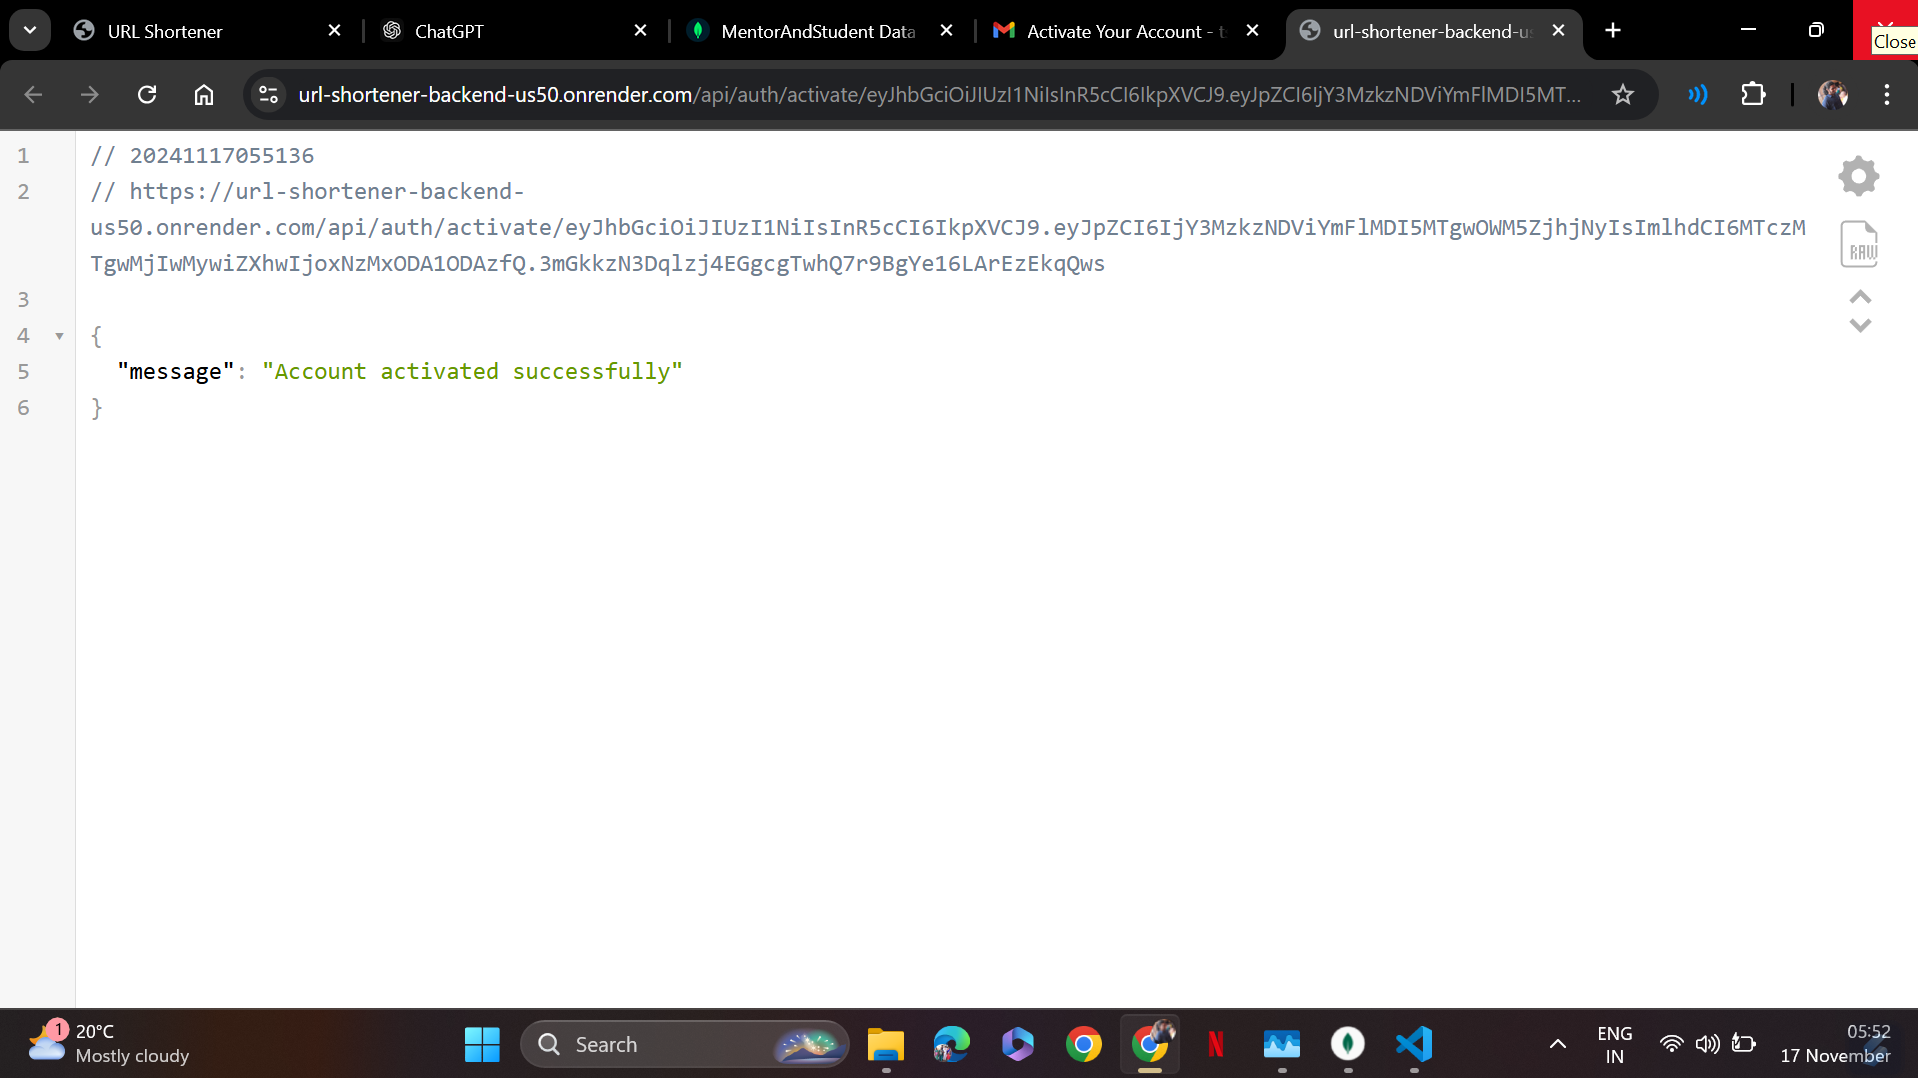 URL Shortener
ChatGPT
MentorAndStudent Data
Activate Your Account - ts
url-shortener-backend-us
Close
url-shortener-backend-us50.onrender.com/api/auth/activate/eyJhbGciOiJIUzI1NiIsInR5cCI6IkpXVCJ9.eyJpZCI6IjY3MzkzNDViYmFlMDI5MT...
1 // 20241117055136
2 // https://url-shortener-backend-
us50.onrender.com/api/auth/activate/eyJhbGciOiJIUzI1NiIsInR5cCI6IkpXVCJ9.eyJpZCI6IjY3MzkzNDViYmFlMDI5MTgwOWM5ZjhjNyIsImlhdCI6MTczM
TgwMjIwMywiZXhwIjoxNzMxODA1ODAzfQ.3mGkkzN3Dqlzj4EGgcgTwhQ7r9BgYe16LArEzEkqQws
3
4 {
5 "message": "Account activated successfully"
6 }
RAW
1
20°C
Mostly cloudy
Search
N
ENG
IN
05:52
17 November